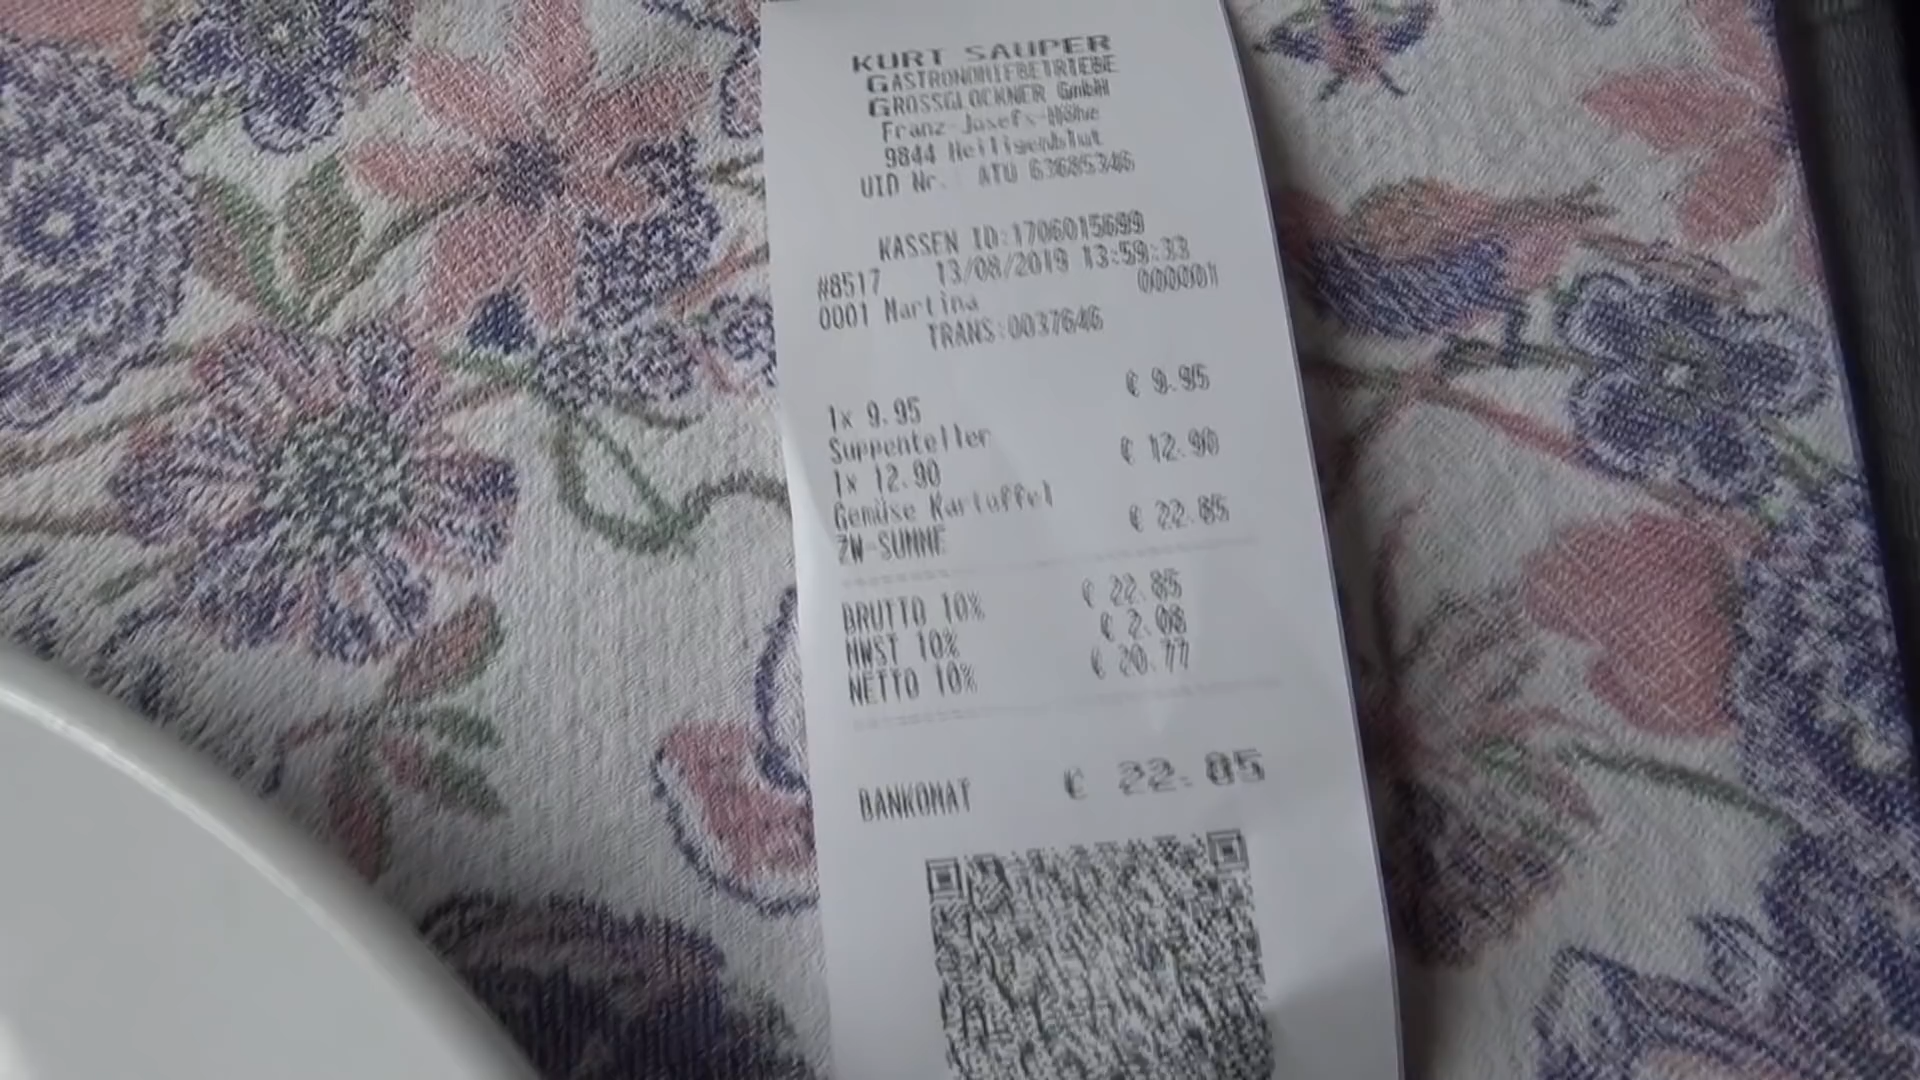 KURT SAUPER
GASTRONOMIEBETRIEBE
GROSSGLOCKNER GmbH
Franz-Josefs-Höhe
9844 Heiligenblut
UID Nr.: ATU 63685346
KASSEN ID:1706015699
#8517 13/08/2019 13:59:33
0001 Martina 000001
TRANS:0037646
1x 9.95 € 9.95
Suppenteller
1x 12.90 € 12.90
Gemüse Kartoffel
ZW-SUMME € 22.85
BRUTTO 10% € 22.85
MWST 10% € 2.08
NETTO 10% € 20.77
BANKOMAT € 22.85